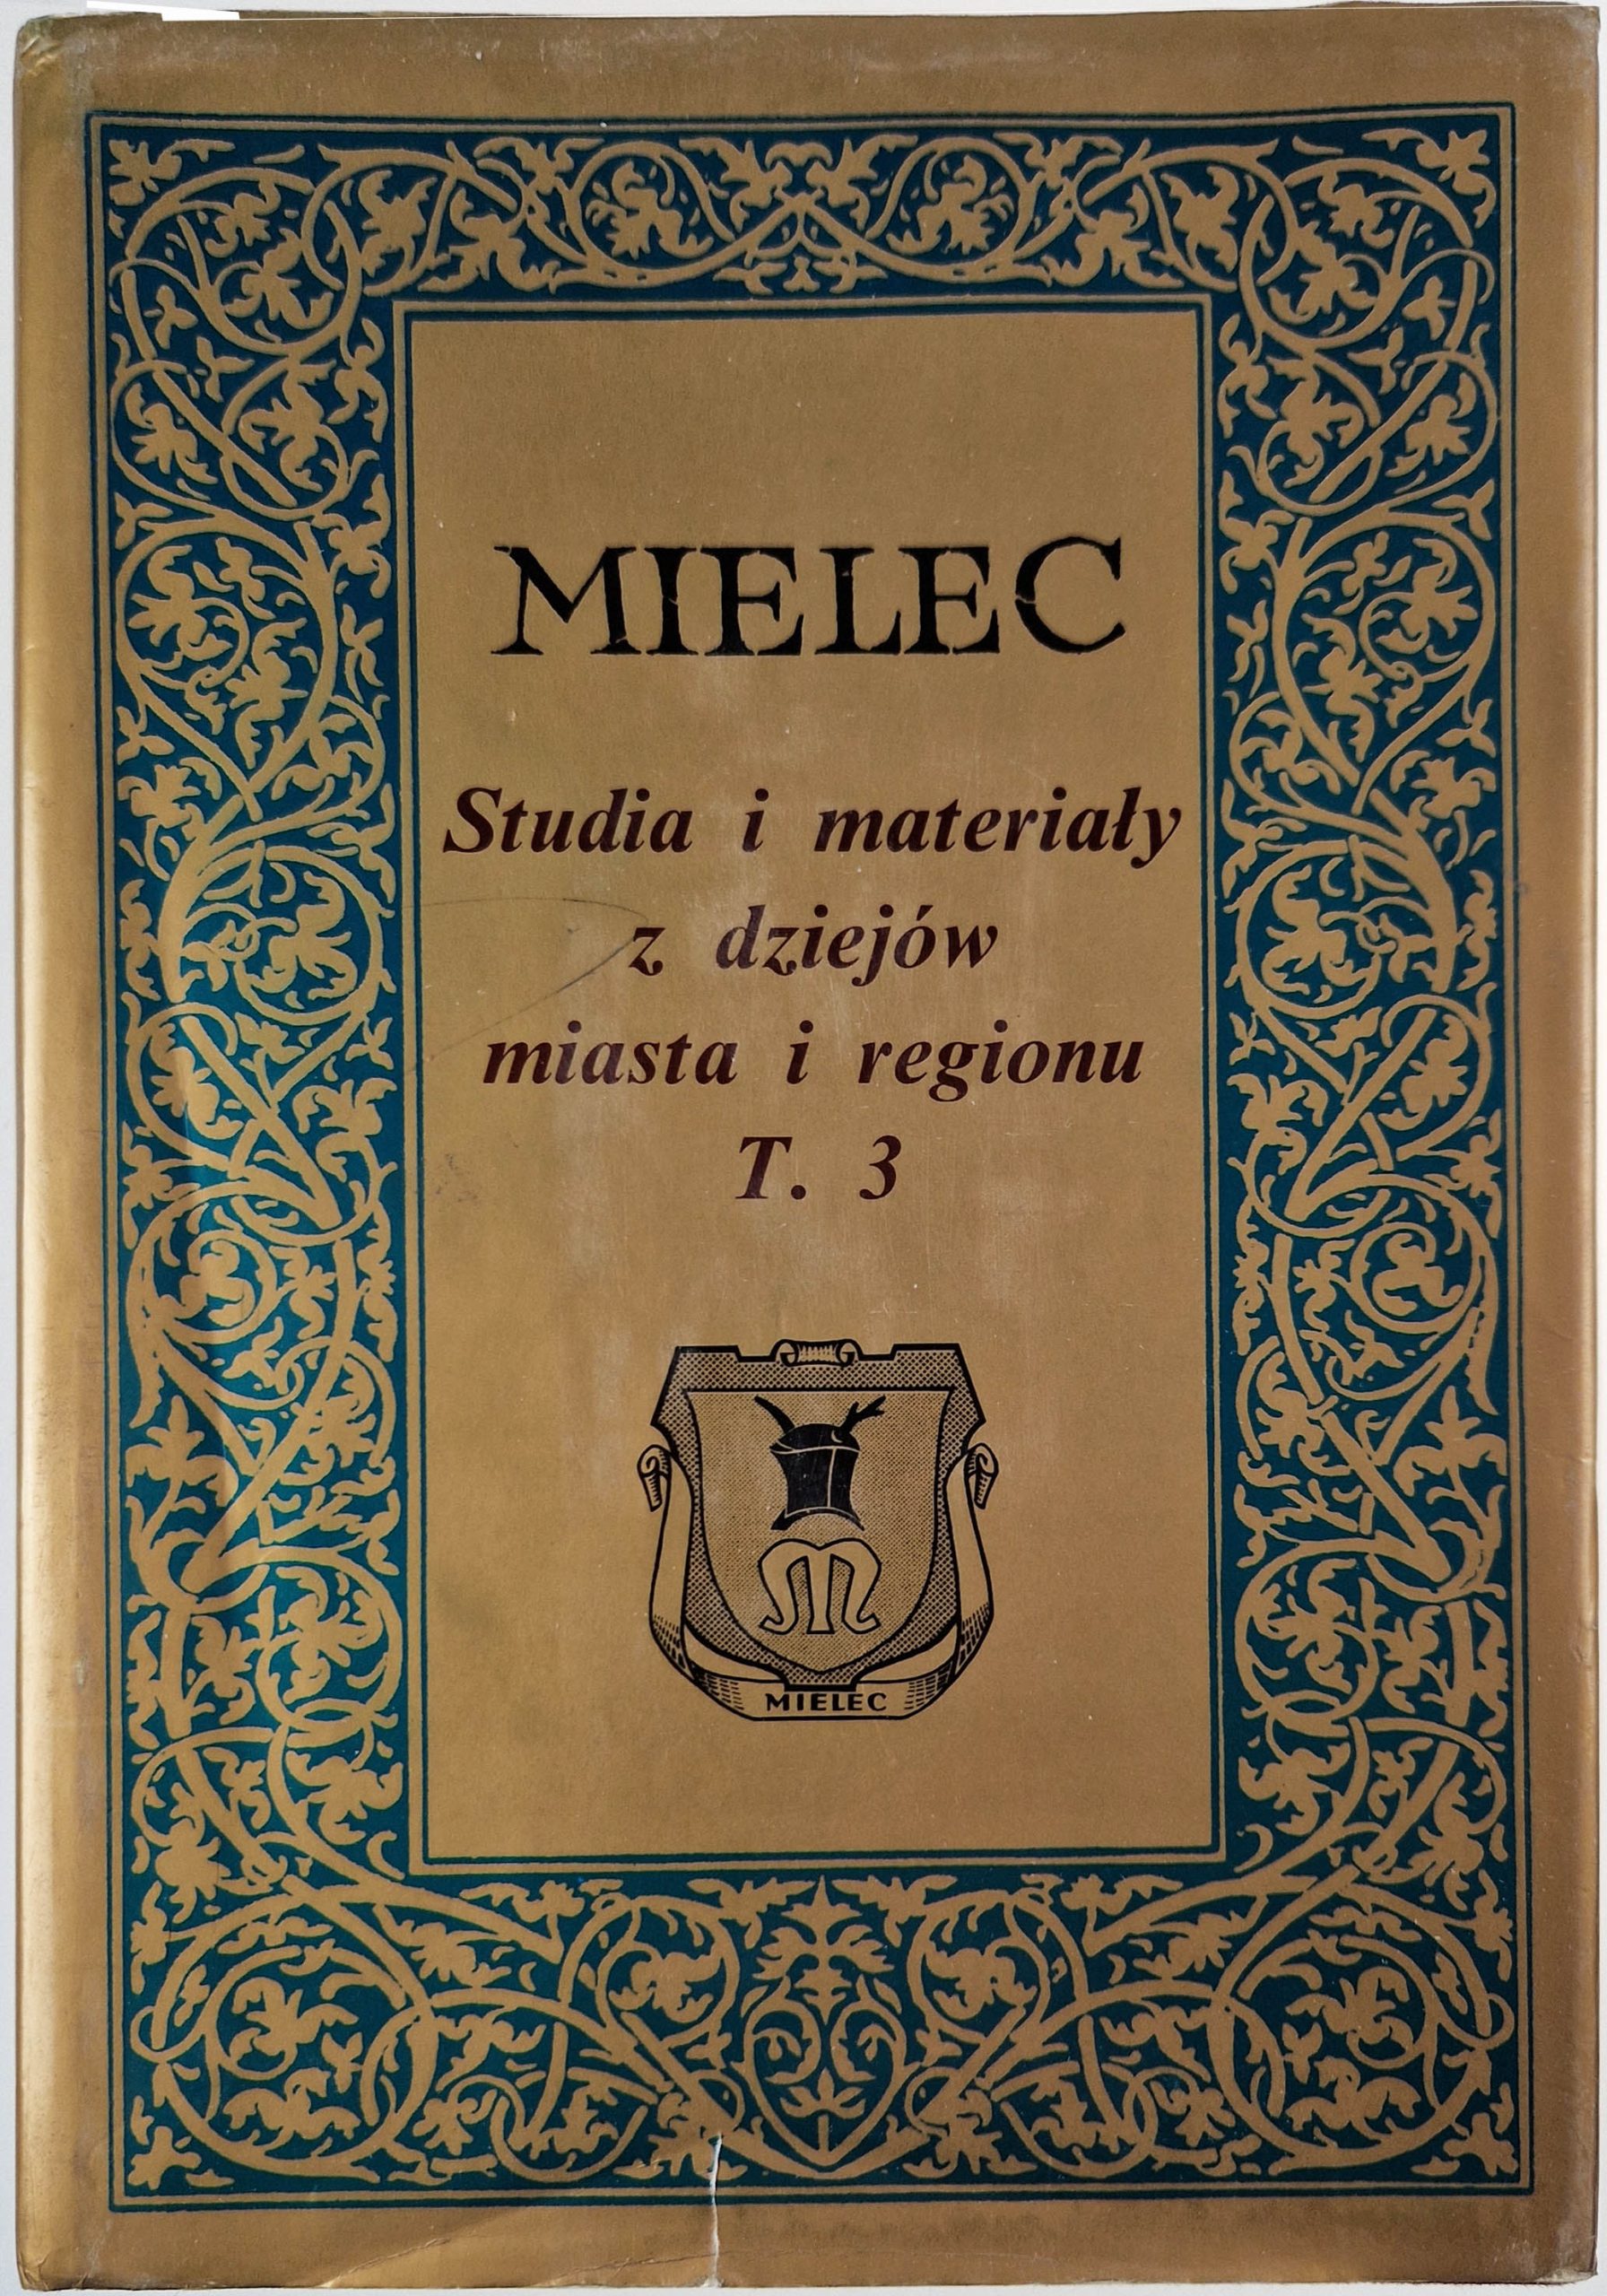 MIELEC
Studia i materiały
z dziejów
miasta i regionu
T. 3
MIELEC